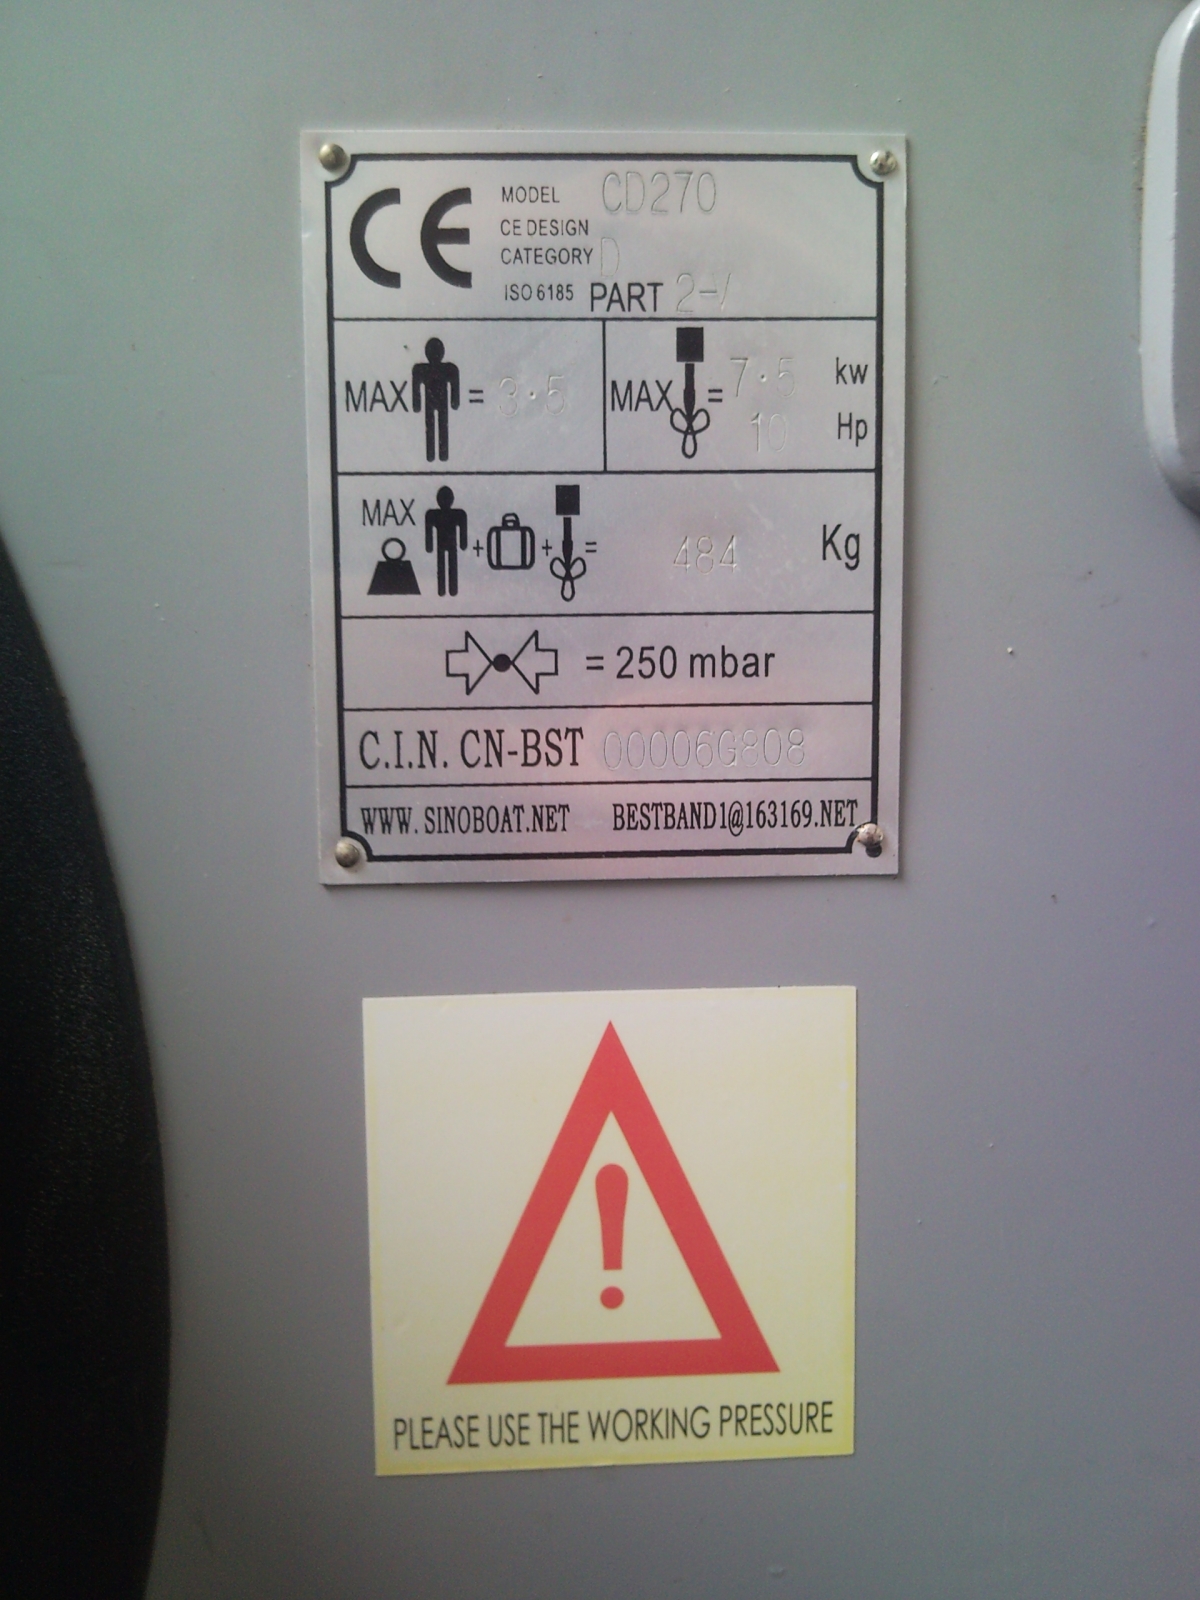 CE MODEL CD270
CE DESIGN
CATEGORY D
ISO 6185 PART 2-/
MAX = 3·5
MAX = 7·5 kw
10 Hp
MAX + + = 484 Kg
= 250 mbar
C.I.N. CN-BST 00006G808
WWW.SINOBOAT.NET BESTBAND1@163169.NET
!
PLEASE USE THE WORKING PRESSURE